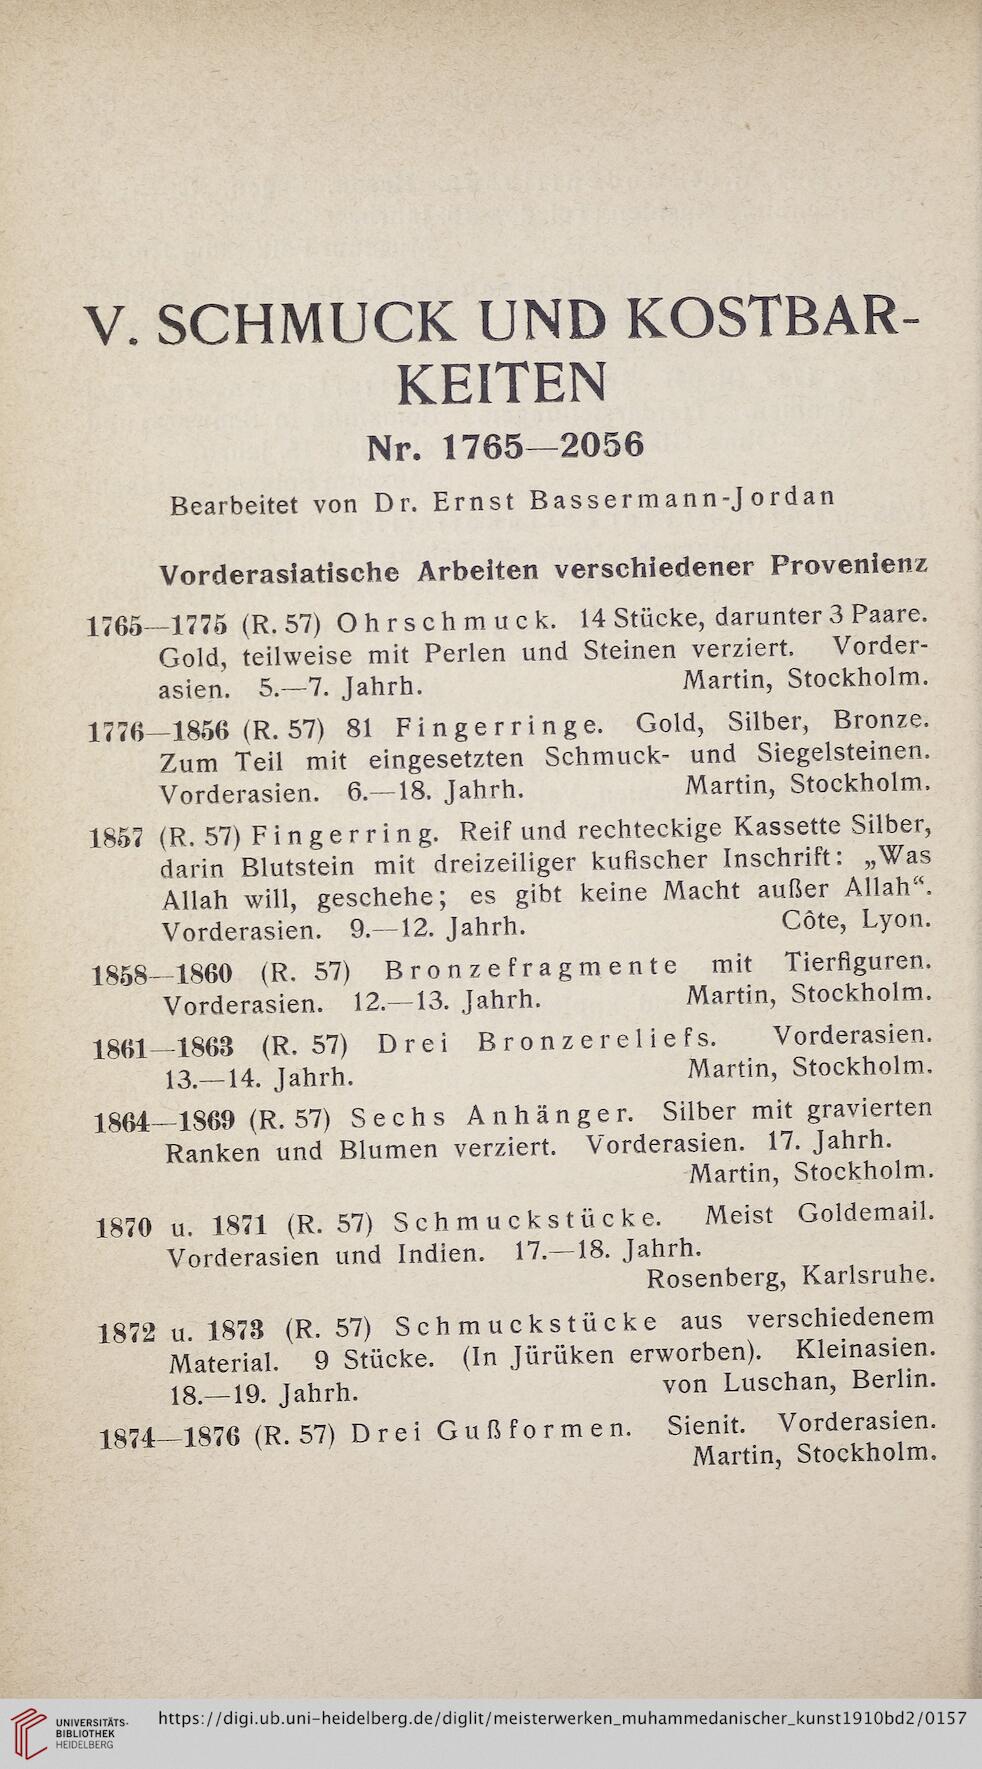 V. SCHMUCK UND KOSTBAR-
KEITEN
Nr. 1765—2056
Bearbeitet von Dr. Ernst Bassermann-Jordan
Vorderasiatische Arbeiten verschiedener Provenienz
1765—1775 (R. 57) Ohrschmuck. 14 Stücke, darunter 3 Paare.
Gold, teilweise mit Perlen und Steinen verziert. Vorder-
asien. 5.—7. Jahrh. Martin, Stockholm.
1776—1856 (R. 57) 81 Fingerringe. Gold, Silber, Bronze.
Zum Teil mit eingesetzten Schmuck- und Siegelsteinen.
Vorderasien. 6.—18. Jahrh. Martin, Stockholm.
1857 (R. 57) Fingerring. Reif und rechteckige Kassette Silber,
darin Blutstein mit dreizeiliger kufischer Inschrift: „Was
Allah will, geschehe; es gibt keine Macht außer Allah“.
Vorderasien. 9.—12. Jahrh. Côte, Lyon.
1858—1860 (R. 57) Bronzefragmente mit Tierfiguren.
Vorderasien. 12.—13. Jahrh. Martin, Stockholm.
1861—1863 (R. 57) Drei Bronzereliefs. Vorderasien.
13.—14. Jahrh. Martin, Stockholm.
1864—1869 (R. 57) Sechs Anhänger. Silber mit gravierten
Ranken und Blumen verziert. Vorderasien. 17. Jahrh.
Martin, Stockholm.
1870 u. 1871 (R. 57) Schmuckstücke. Meist Goldemail.
Vorderasien und Indien. 17.—18. Jahrh.
Rosenberg, Karlsruhe.
1872 u. 1873 (R. 57) Schmuckstücke aus verschiedenem
Material. 9 Stücke. (In Jürüken erworben). Kleinasien.
18.—19. Jahrh. von Luschan, Berlin.
1874—1876 (R. 57) Drei Gußformen. Sienit. Vorderasien.
Martin, Stockholm.
UNIVERSITÄTS-
BIBLIOTHEK
HEIDELBERG
https://digi.ub.uni-heidelberg.de/diglit/meisterwerken_muhammedanischer_kunst1910bd2/0157